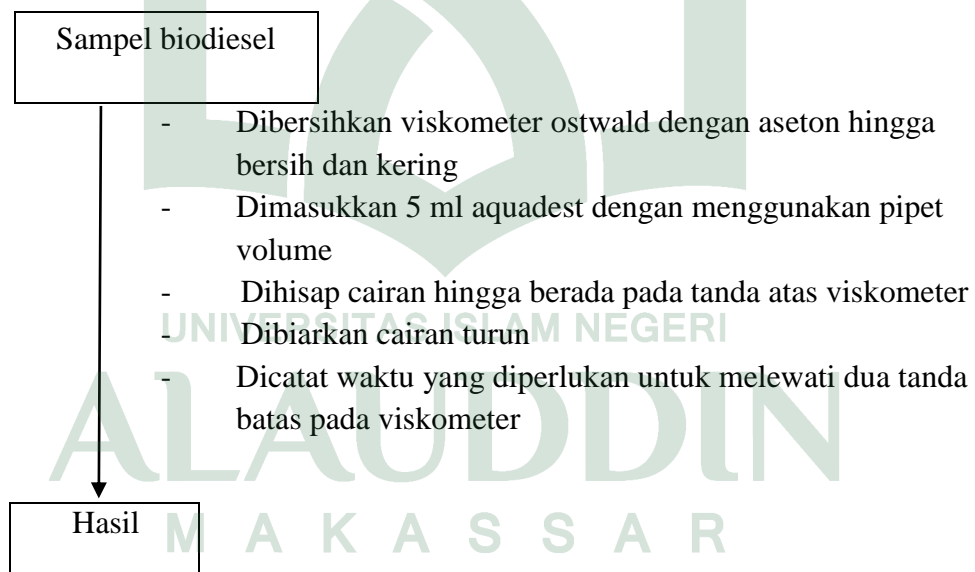 Sampel biodiesel
- Dibersihkan viskometer ostwald dengan aseton hingga
bersih dan kering
- Dimasukkan 5 ml aquadest dengan menggunakan pipet
volume
- Dihisap cairan hingga berada pada tanda atas viskometer
UNIVERSITAS ISLAM NEGERI
- Dibiarkan cairan turun
- Dicatat waktu yang diperlukan untuk melewati dua tanda
batas pada viskometer
ALAUDDIN
Hasil
MAKASSAR